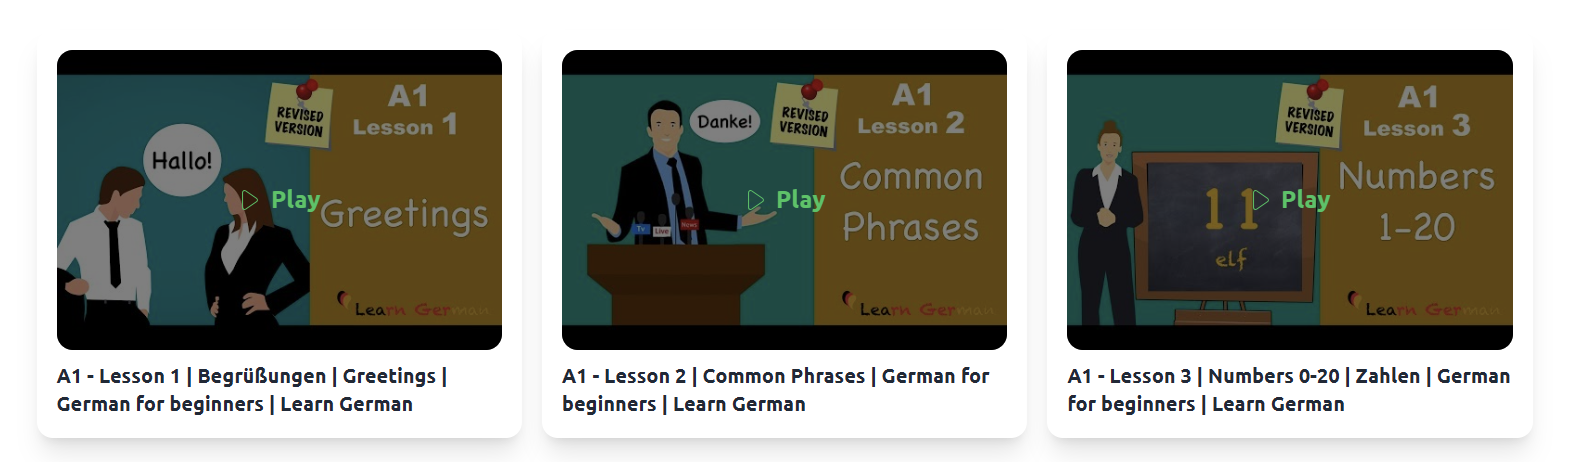 REVISED
VERSION
A1
Lesson 1
Hallo!
Play
Greetings
Learn German
A1 - Lesson 1 | Begrüßungen | Greetings |
German for beginners | Learn German
REVISED
VERSION
A1
Lesson 2
Danke!
Common
Phrases
Play
Tv
Live
News
Learn German
A1 - Lesson 2 | Common Phrases | German for
beginners | Learn German
REVISED
VERSION
A1
Lesson 3
Numbers
1-20
11
Play
elf
Learn German
A1 - Lesson 3 | Numbers 0-20 | Zahlen | German
for beginners | Learn German